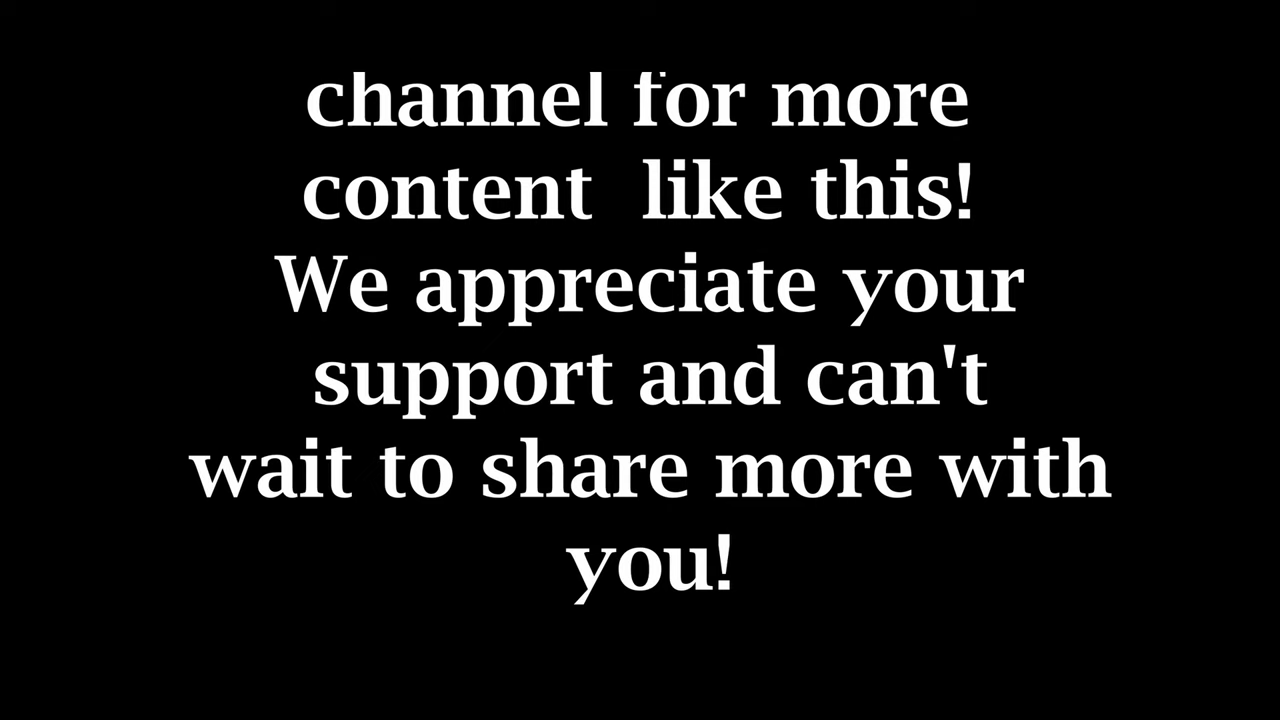 channel for more
content  like this!
We appreciate your
support and can't
wait to share more with
you!